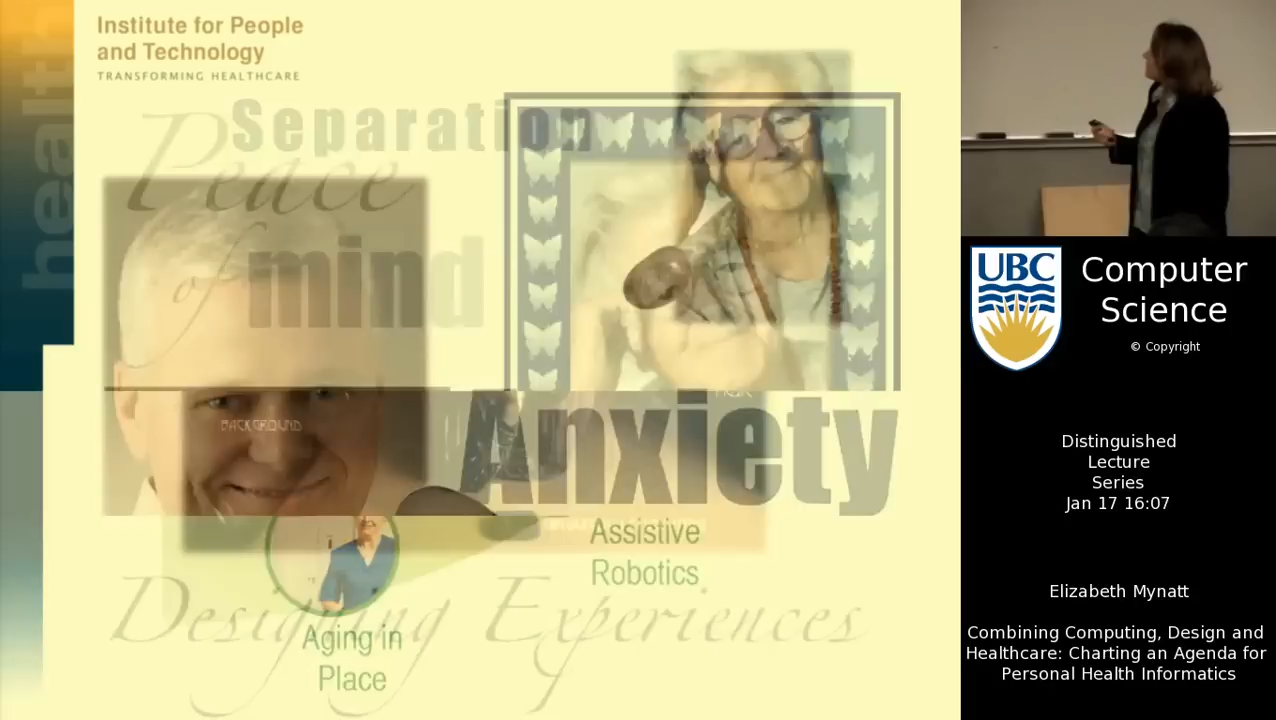 health
Institute for People
and Technology
TRANSFORMING HEALTHCARE
Separation
Peace
of mind
BACKGROUND
Anxiety
Assistive
Robotics
Designing Experiences
Aging in
Place
UBC
Computer
Science
© Copyright
Distinguished
Lecture
Series
Jan 17 16:07
Elizabeth Mynatt
Combining Computing, Design and
Healthcare: Charting an Agenda for
Personal Health Informatics